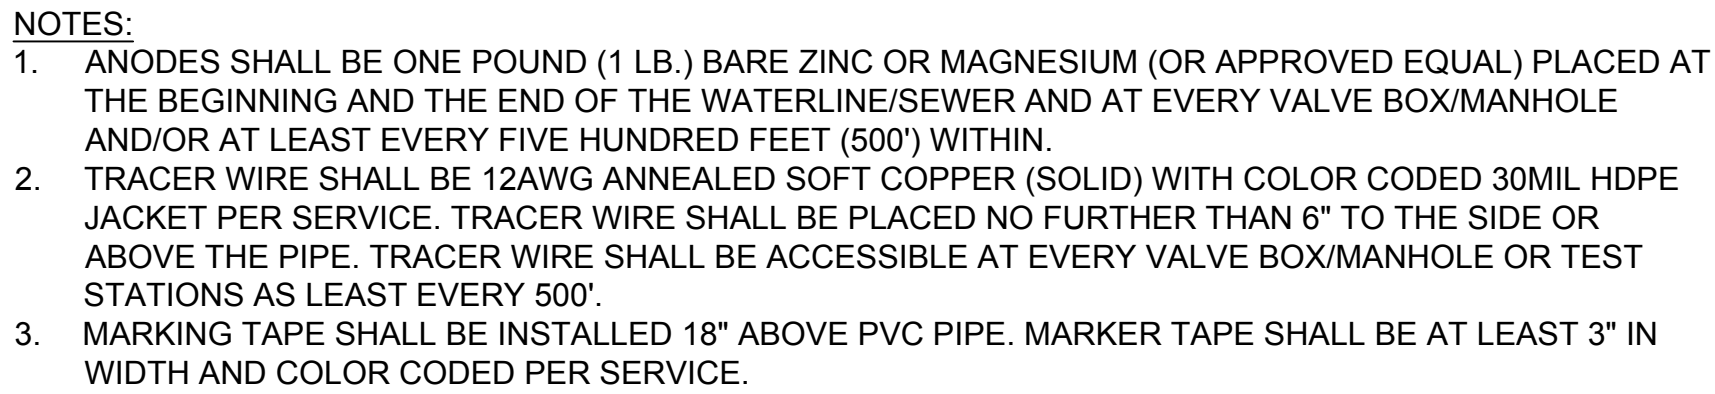 NOTES:
1. ANODES SHALL BE ONE POUND (1 LB.) BARE ZINC OR MAGNESIUM (OR APPROVED EQUAL) PLACED AT
THE BEGINNING AND THE END OF THE WATERLINE/SEWER AND AT EVERY VALVE BOX/MANHOLE
AND/OR AT LEAST EVERY FIVE HUNDRED FEET (500') WITHIN.
2. TRACER WIRE SHALL BE 12AWG ANNEALED SOFT COPPER (SOLID) WITH COLOR CODED 30MIL HDPE
JACKET PER SERVICE. TRACER WIRE SHALL BE PLACED NO FURTHER THAN 6" TO THE SIDE OR
ABOVE THE PIPE. TRACER WIRE SHALL BE ACCESSIBLE AT EVERY VALVE BOX/MANHOLE OR TEST
STATIONS AS LEAST EVERY 500'.
3. MARKING TAPE SHALL BE INSTALLED 18" ABOVE PVC PIPE. MARKER TAPE SHALL BE AT LEAST 3" IN
WIDTH AND COLOR CODED PER SERVICE.